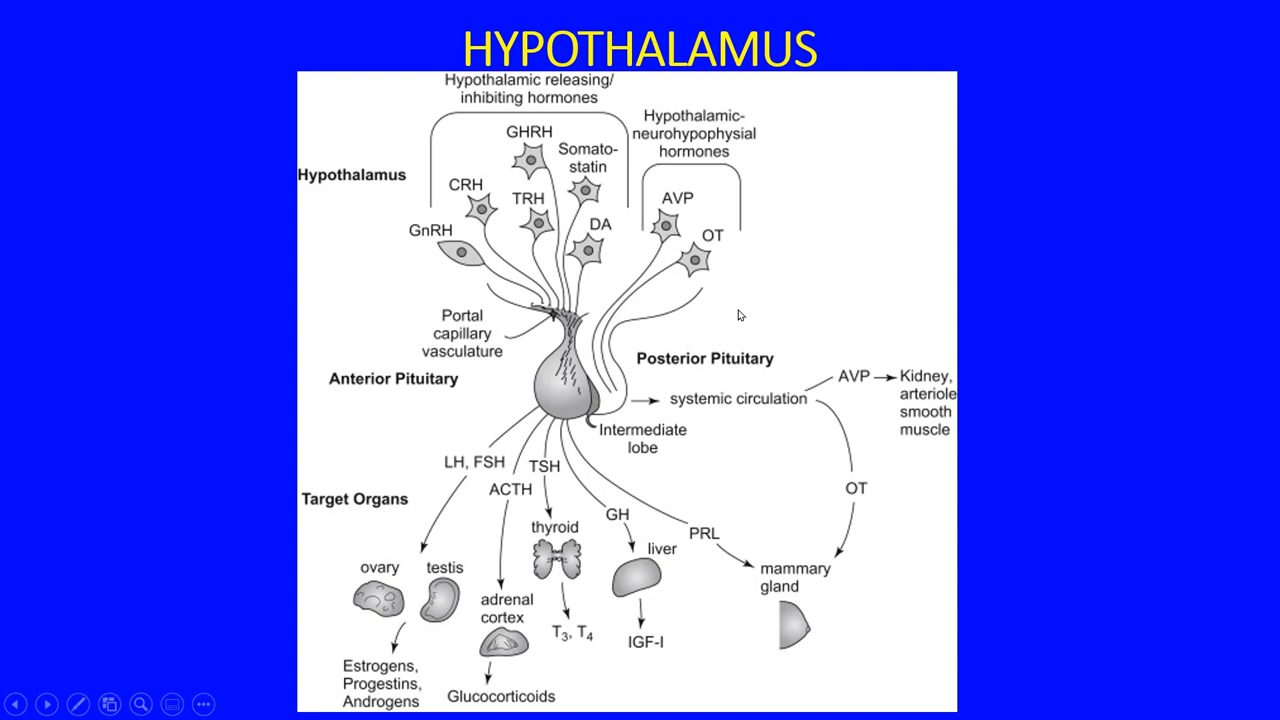 HYPOTHALAMUS
Hypothalamic releasing/
inhibiting hormones
Hypothalamic-
neurohypophysial
hormones
GHRH
Somato-
statin
Hypothalamus
CRH
TRH
AVP
GnRH
DA
OT
Portal
capillary
vasculature
Posterior Pituitary
Anterior Pituitary
systemic circulation
AVP
Kidney,
arteriole
smooth
muscle
Intermediate
lobe
LH, FSH
TSH
ACTH
OT
Target Organs
GH
PRL
thyroid
liver
ovary
testis
mammary
gland
adrenal
cortex
T3, T4
IGF-I
Estrogens,
Progestins,
Androgens
Glucocorticoids